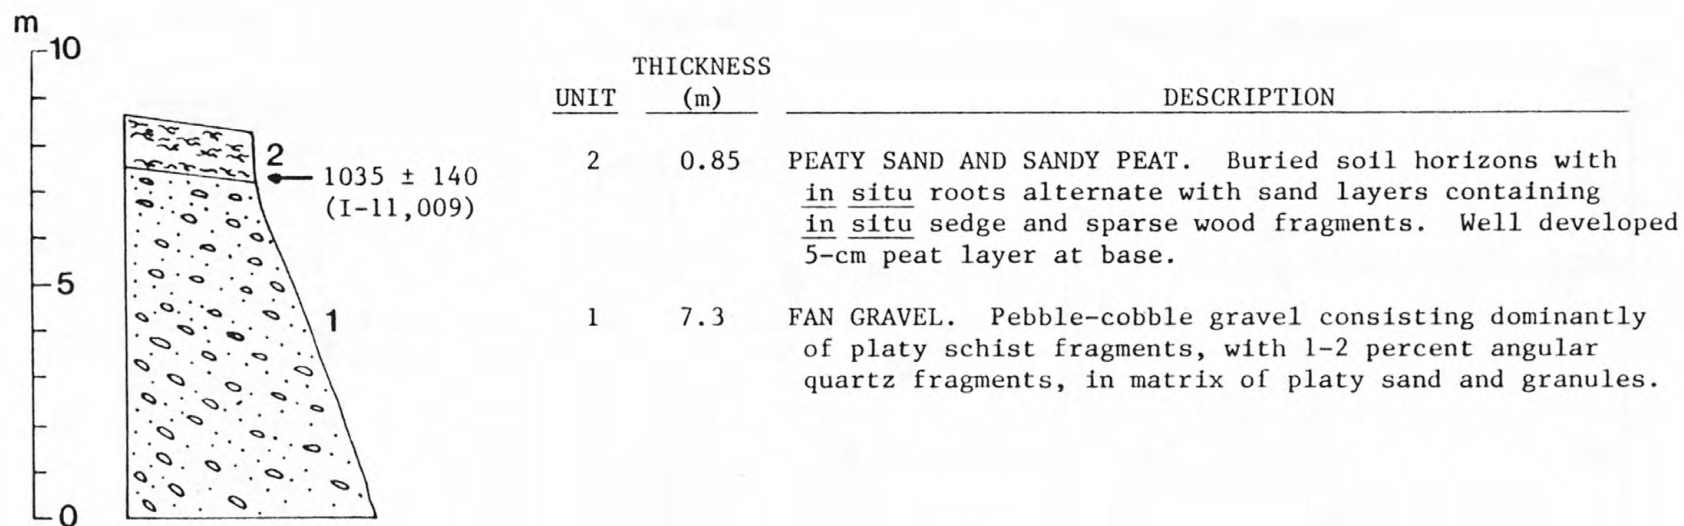 m
10
5
0
2
1
1035 ± 140
(I-11,009)
THICKNESS
UNIT (m) DESCRIPTION
2 0.85 PEATY SAND AND SANDY PEAT. Buried soil horizons with
in situ roots alternate with sand layers containing
in situ sedge and sparse wood fragments. Well developed
5-cm peat layer at base.
1 7.3 FAN GRAVEL. Pebble-cobble gravel consisting dominantly
of platy schist fragments, with 1-2 percent angular
quartz fragments, in matrix of platy sand and granules.